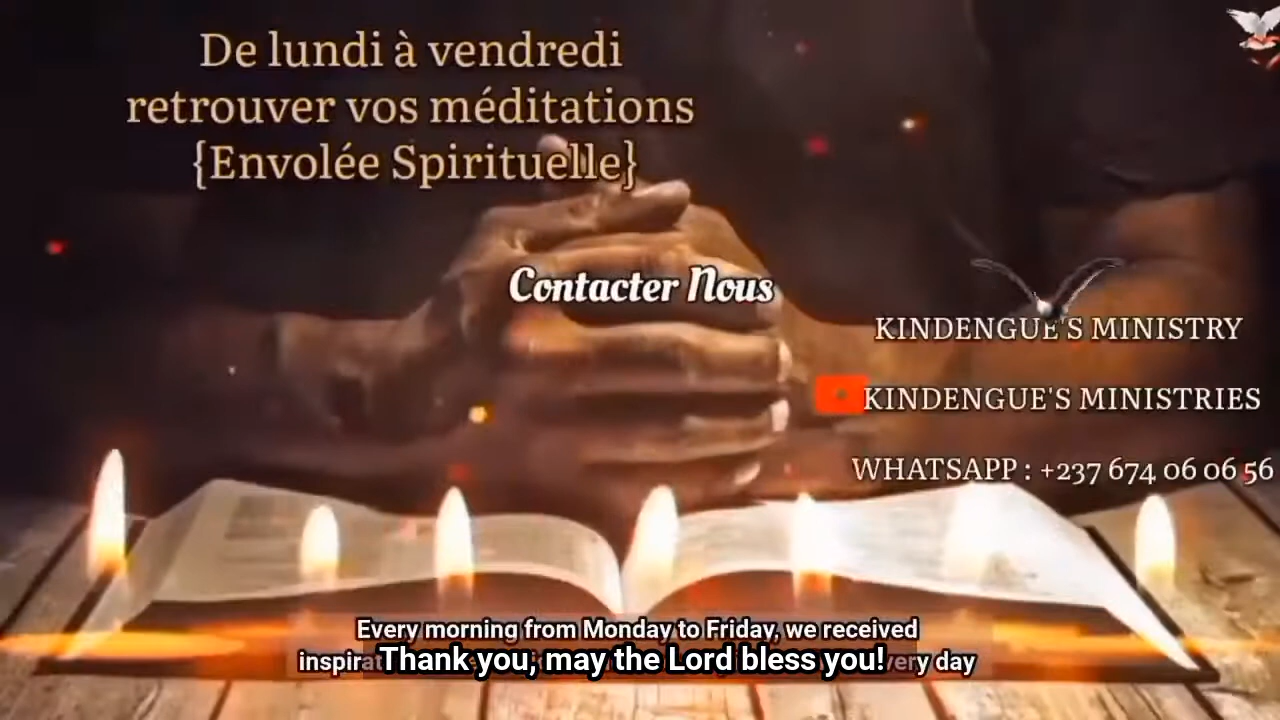 De lundi à vendredi
retrouver vos méditations
{Envolée Spirituelle}
Contacter Nous
KINDENGUE'S MINISTRY
KINDENGUE'S MINISTRIES
WHATSAPP : +237 674 06 06 56
Every morning from Monday to Friday, we received
Thank you, may the Lord bless you!
day